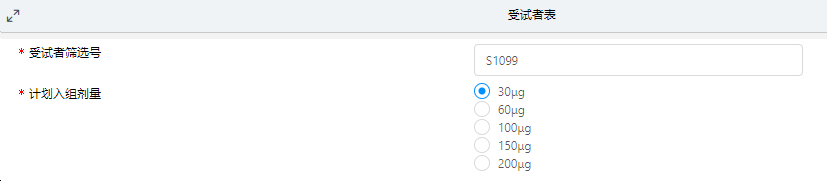 受试者表
* 受试者筛选号
S1099
* 计划入组剂量
30μg
60μg
100μg
150μg
200μg